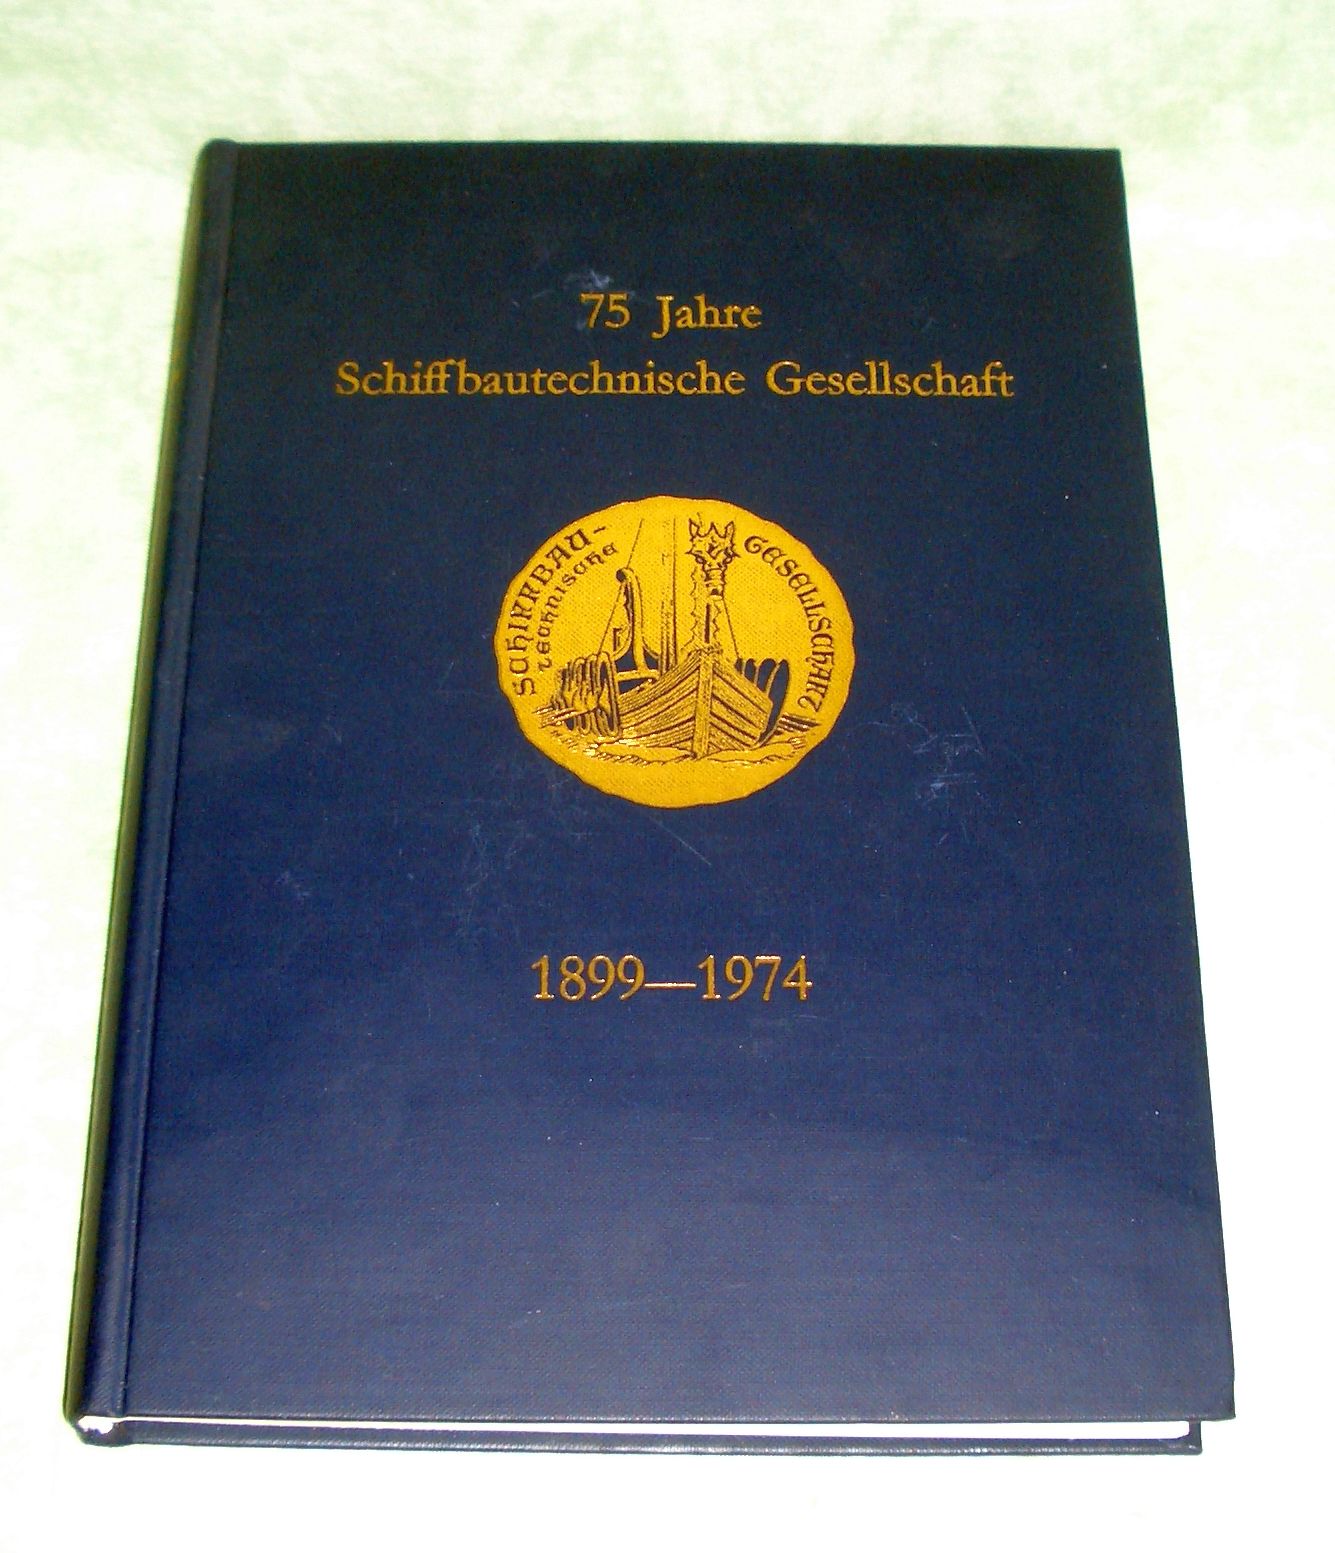 75 Jahre
Schiffbautechnische Gesellschaft
SCHIFFBAU-
TECHNISCHE
GESELLSCHAFT
1899—1974